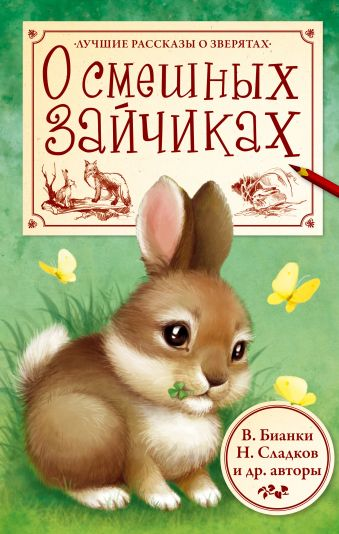 ·ЛУЧШИЕ РАССКАЗЫ О ЗВЕРЯТАХ·
О СМЕШНЫХ
ЗАЙЧИКАХ
В. Бианки
Н. Сладков
и др. авторы